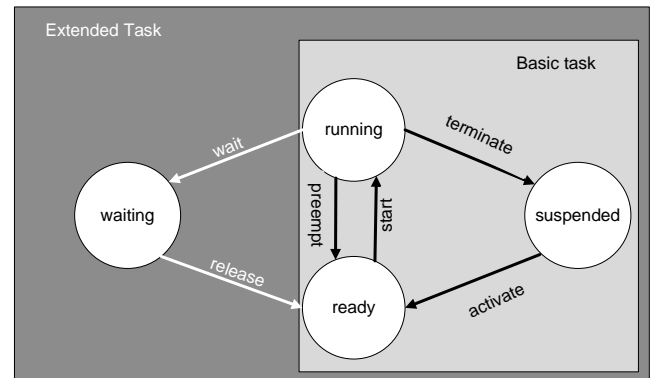 Extended Task
Basic task
running
wait
terminate
waiting
preempt
start
suspended
release
ready
activate